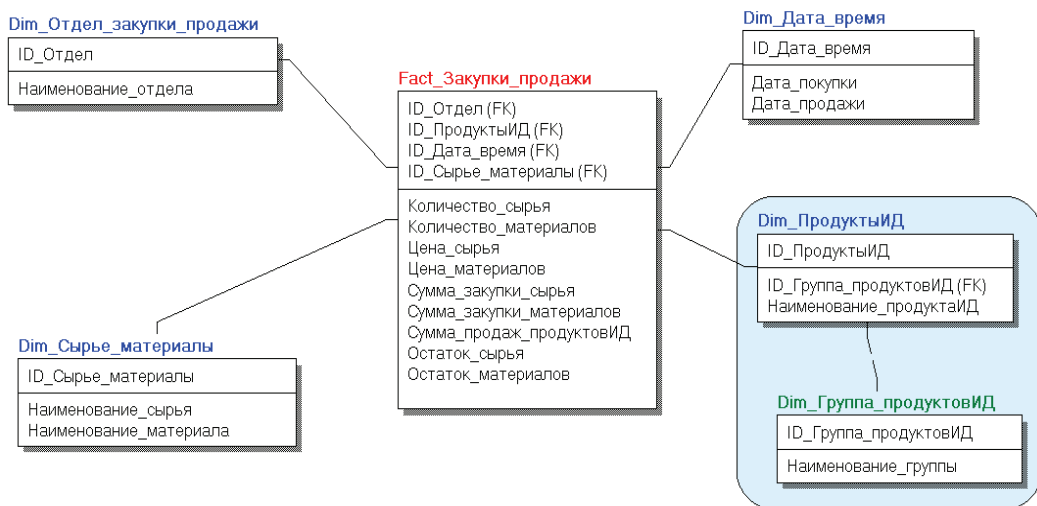 Dim_Отдел_закупки_продажи
ID_Отдел
Наименование_отдела
Dim_Дата_время
ID_Дата_время
Дата_покупки
Дата_продажи
Fact_Закупки_продажи
ID_Отдел (FK)
ID_ПродуктыИД (FK)
ID_Дата_время (FK)
ID_Сырье_материалы (FK)
Количество_сырья
Количество_материалов
Цена_сырья
Цена_материалов
Сумма_закупки_сырья
Сумма_закупки_материалов
Сумма_продаж_продуктовИД
Остаток_сырья
Остаток_материалов
Dim_ПродуктыИД
ID_ПродуктыИД
ID_Группа_продуктовИД (FK)
Наименование_продуктаИД
Dim_Сырье_материалы
ID_Сырье_материалы
Наименование_сырья
Наименование_материала
Dim_Группа_продуктовИД
ID_Группа_продуктовИД
Наименование_группы